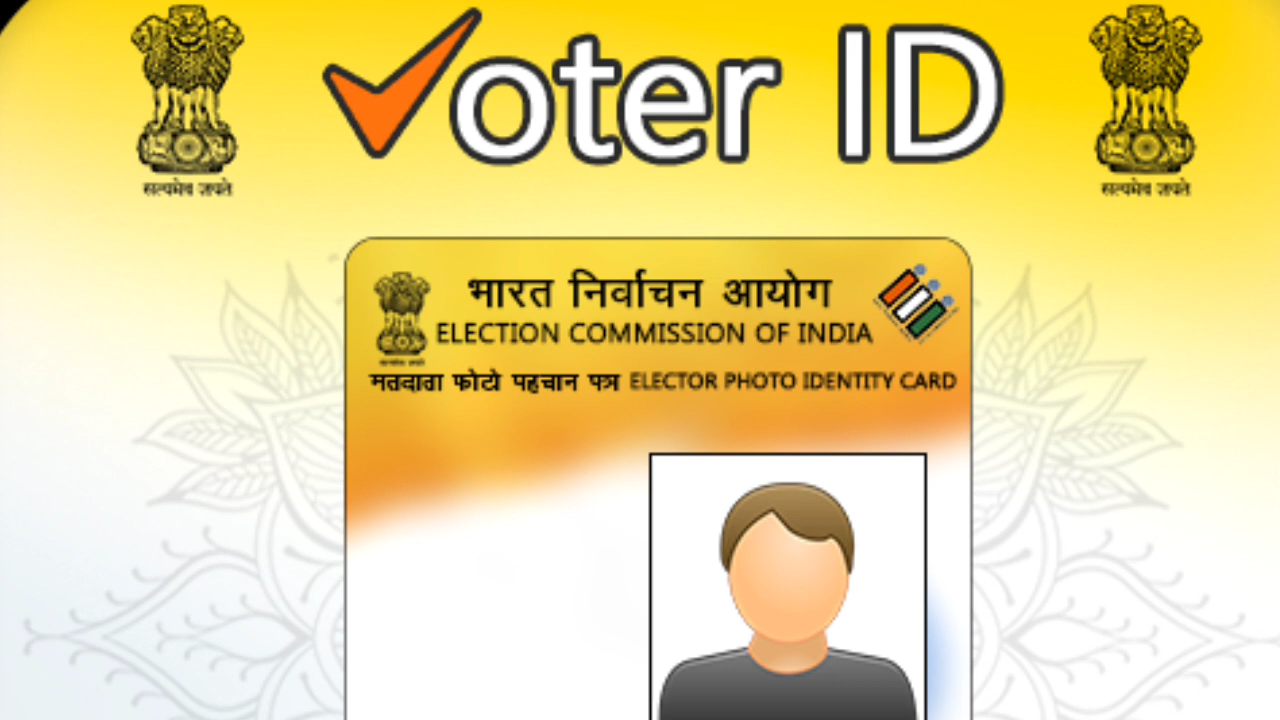 Voter ID
सत्यमेव जयते
सत्यमेव जयते
भारत निर्वाचन आयोग
ELECTION COMMISSION OF INDIA
मतदाता फोटो पहचान पत्र ELECTOR PHOTO IDENTITY CARD